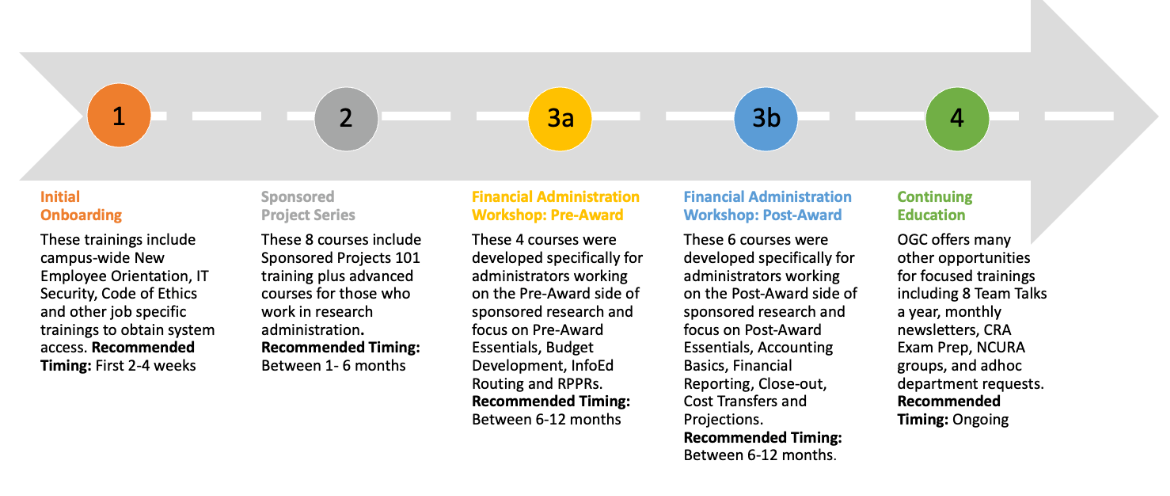 1
2
3a
3b
4
Initial
Onboarding
These trainings include
campus-wide New
Employee Orientation, IT
Security, Code of Ethics
and other job specific
trainings to obtain system
access. Recommended
Timing: First 2-4 weeks
Sponsored
Project Series
These 8 courses include
Sponsored Projects 101
training plus advanced
courses for those who
work in research
administration.
Recommended Timing:
Between 1- 6 months
Financial Administration
Workshop: Pre-Award
These 4 courses were
developed specifically for
administrators working
on the Pre-Award side of
sponsored research and
focus on Pre-Award
Essentials, Budget
Development, InfoEd
Routing and RPPRs.
Recommended Timing:
Between 6-12 months
Financial Administration
Workshop: Post-Award
These 6 courses were
developed specifically for
administrators working
on the Post-Award side of
sponsored research and
focus on Post-Award
Essentials, Accounting
Basics, Financial
Reporting, Close-out,
Cost Transfers and
Projections.
Recommended Timing:
Between 6-12 months.
Continuing
Education
OGC offers many
other opportunities
for focused trainings
including 8 Team Talks
a year, monthly
newsletters, CRA
Exam Prep, NCURA
groups, and adhoc
department requests.
Recommended
Timing: Ongoing